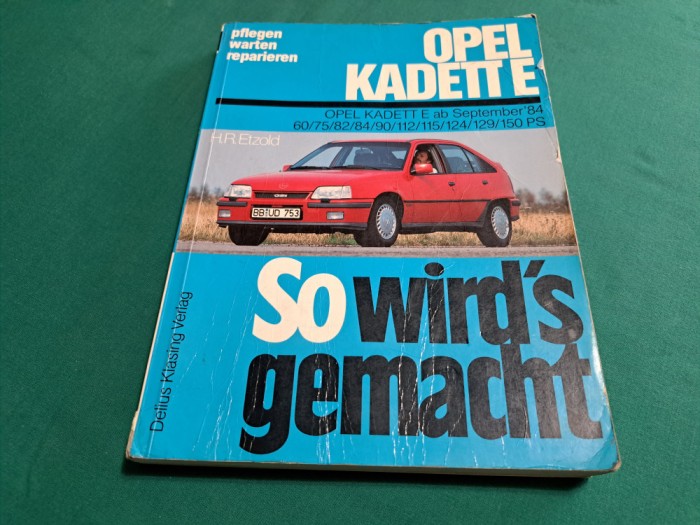 pflegen
warten
reparieren
OPEL
KADETT E
OPEL KADETT E ab September '84
60/75/82/84/90/112/115/124/129/150 PS
H.R. Etzold
BB UD 753
So wird's
gemacht
Delius Klasing Verlag